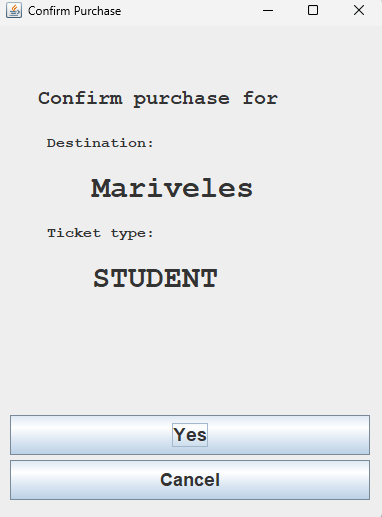 Confirm Purchase
Confirm purchase for
Destination:
Mariveles
Ticket type:
STUDENT
Yes
Cancel